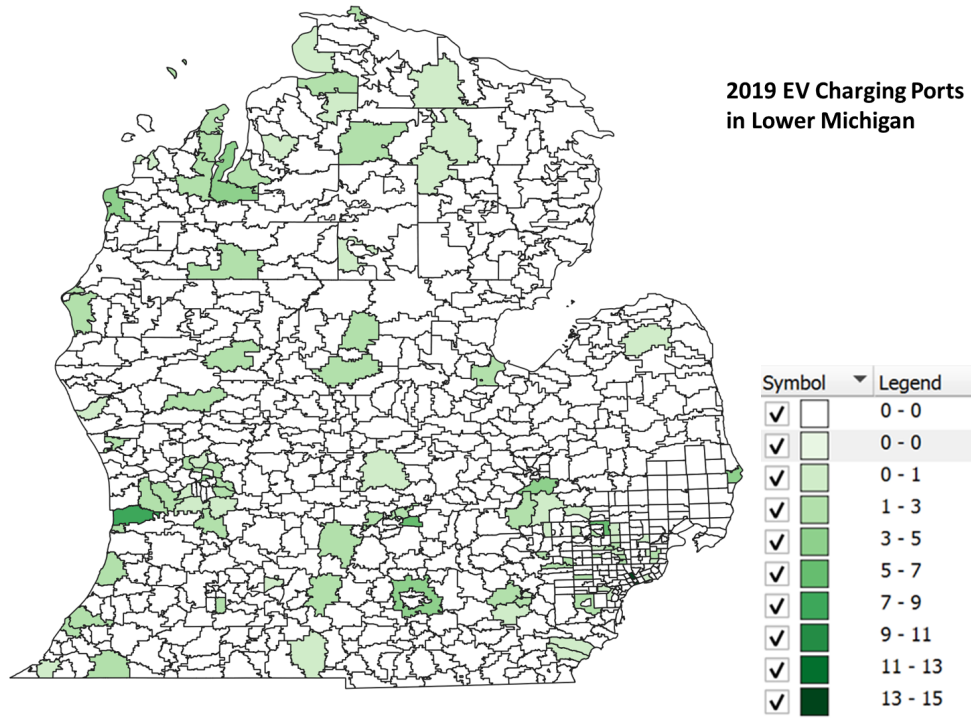 2019 EV Charging Ports
in Lower Michigan
Symbol Legend
0 - 0
0 - 0
0 - 1
1 - 3
3 - 5
5 - 7
7 - 9
9 - 11
11 - 13
13 - 15